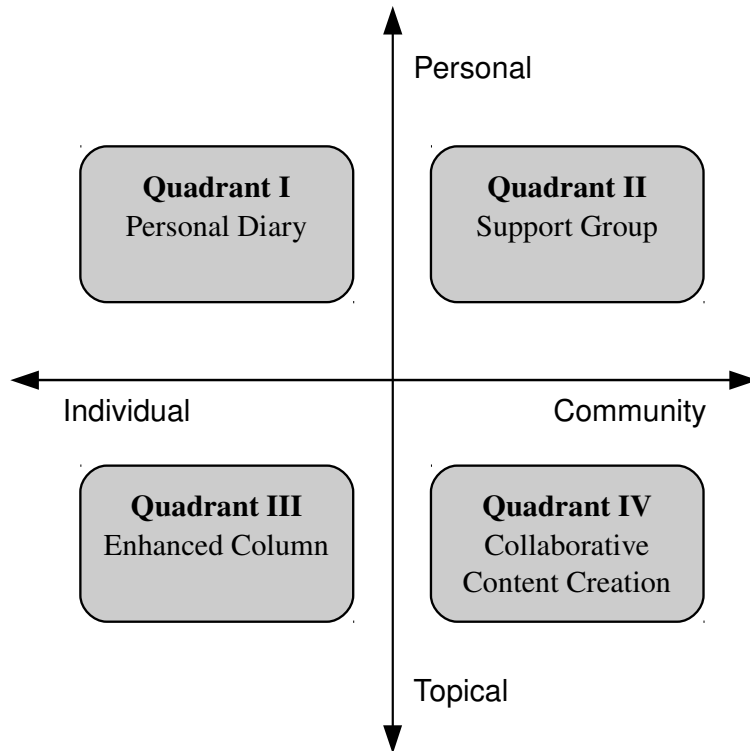 Personal
Quadrant I
Personal Diary
Quadrant II
Support Group
Individual
Community
Quadrant III
Enhanced Column
Quadrant IV
Collaborative
Content Creation
Topical